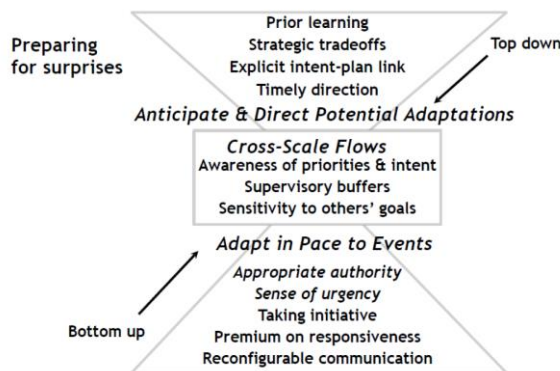 Preparing
for surprises
Prior learning
Strategic tradeoffs
Explicit intent-plan link
Timely direction
Top down
Anticipate & Direct Potential Adaptations
Cross-Scale Flows
Awareness of priorities & intent
Supervisory buffers
Sensitivity to others' goals
Adapt in Pace to Events
Appropriate authority
Sense of urgency
Taking initiative
Premium on responsiveness
Reconfigurable communication
Bottom up